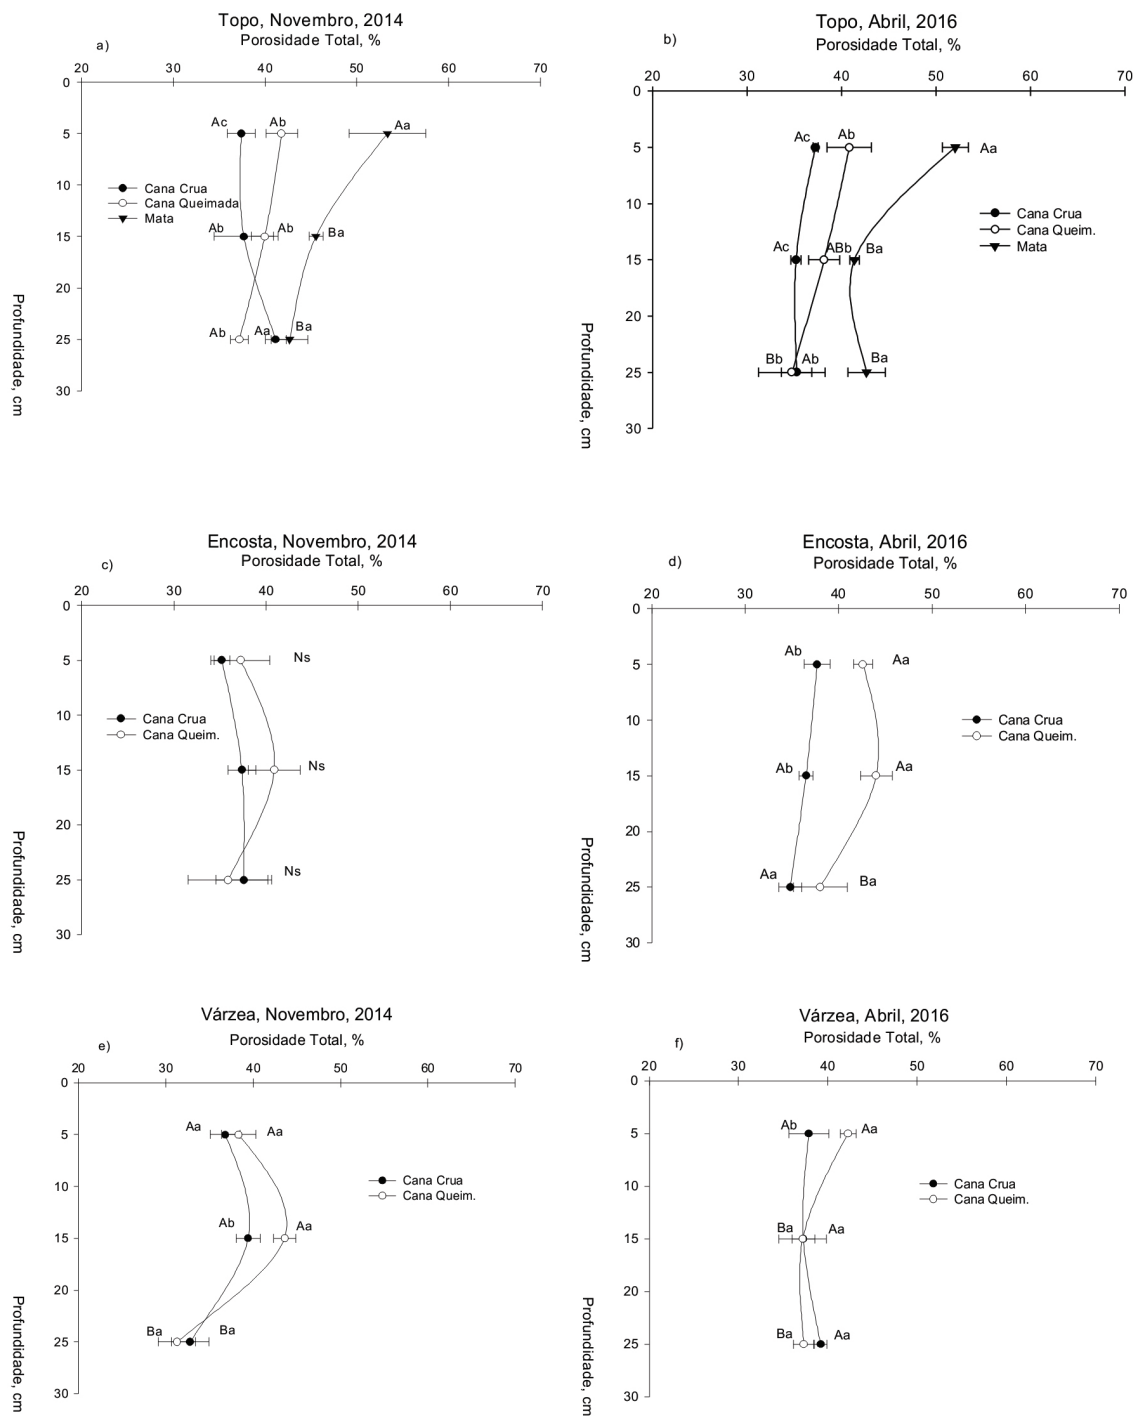 Topo, Novembro, 2014
Porosidade Total, %
a)
20 30 40 50 60 70
0
5
10
15
20
25
30
Profundidade, cm
Ac Ab Aa
Cana Crua
Cana Queimada
Mata
Ab Ab Ba
Ab Aa Ba
Topo, Abril, 2016
Porosidade Total, %
b)
20 30 40 50 60 70
0
5
10
15
20
25
30
Profundidade, cm
Ac Ab Aa
Cana Crua
Cana Queim.
Mata
Ac ABb Ba
Bb Ab Ba
Encosta, Novembro, 2014
Porosidade Total, %
c)
20 30 40 50 60 70
0
5
10
15
20
25
30
Profundidade, cm
Ns
Cana Crua
Cana Queim.
Ns
Ns
Encosta, Abril, 2016
Porosidade Total, %
d)
20 30 40 50 60 70
0
5
10
15
20
25
30
Profundidade, cm
Ab Aa
Cana Crua
Cana Queim.
Ab Aa
Aa Ba
Várzea, Novembro, 2014
Porosidade Total, %
e)
20 30 40 50 60 70
0
5
10
15
20
25
30
Profundidade, cm
Aa Aa
Cana Crua
Cana Queim.
Ab Aa
Ba Ba
Várzea, Abril, 2016
Porosidade Total, %
f)
20 30 40 50 60 70
0
5
10
15
20
25
30
Profundidade, cm
Ab Aa
Cana Crua
Cana Queim.
Ba Aa
Ba Aa